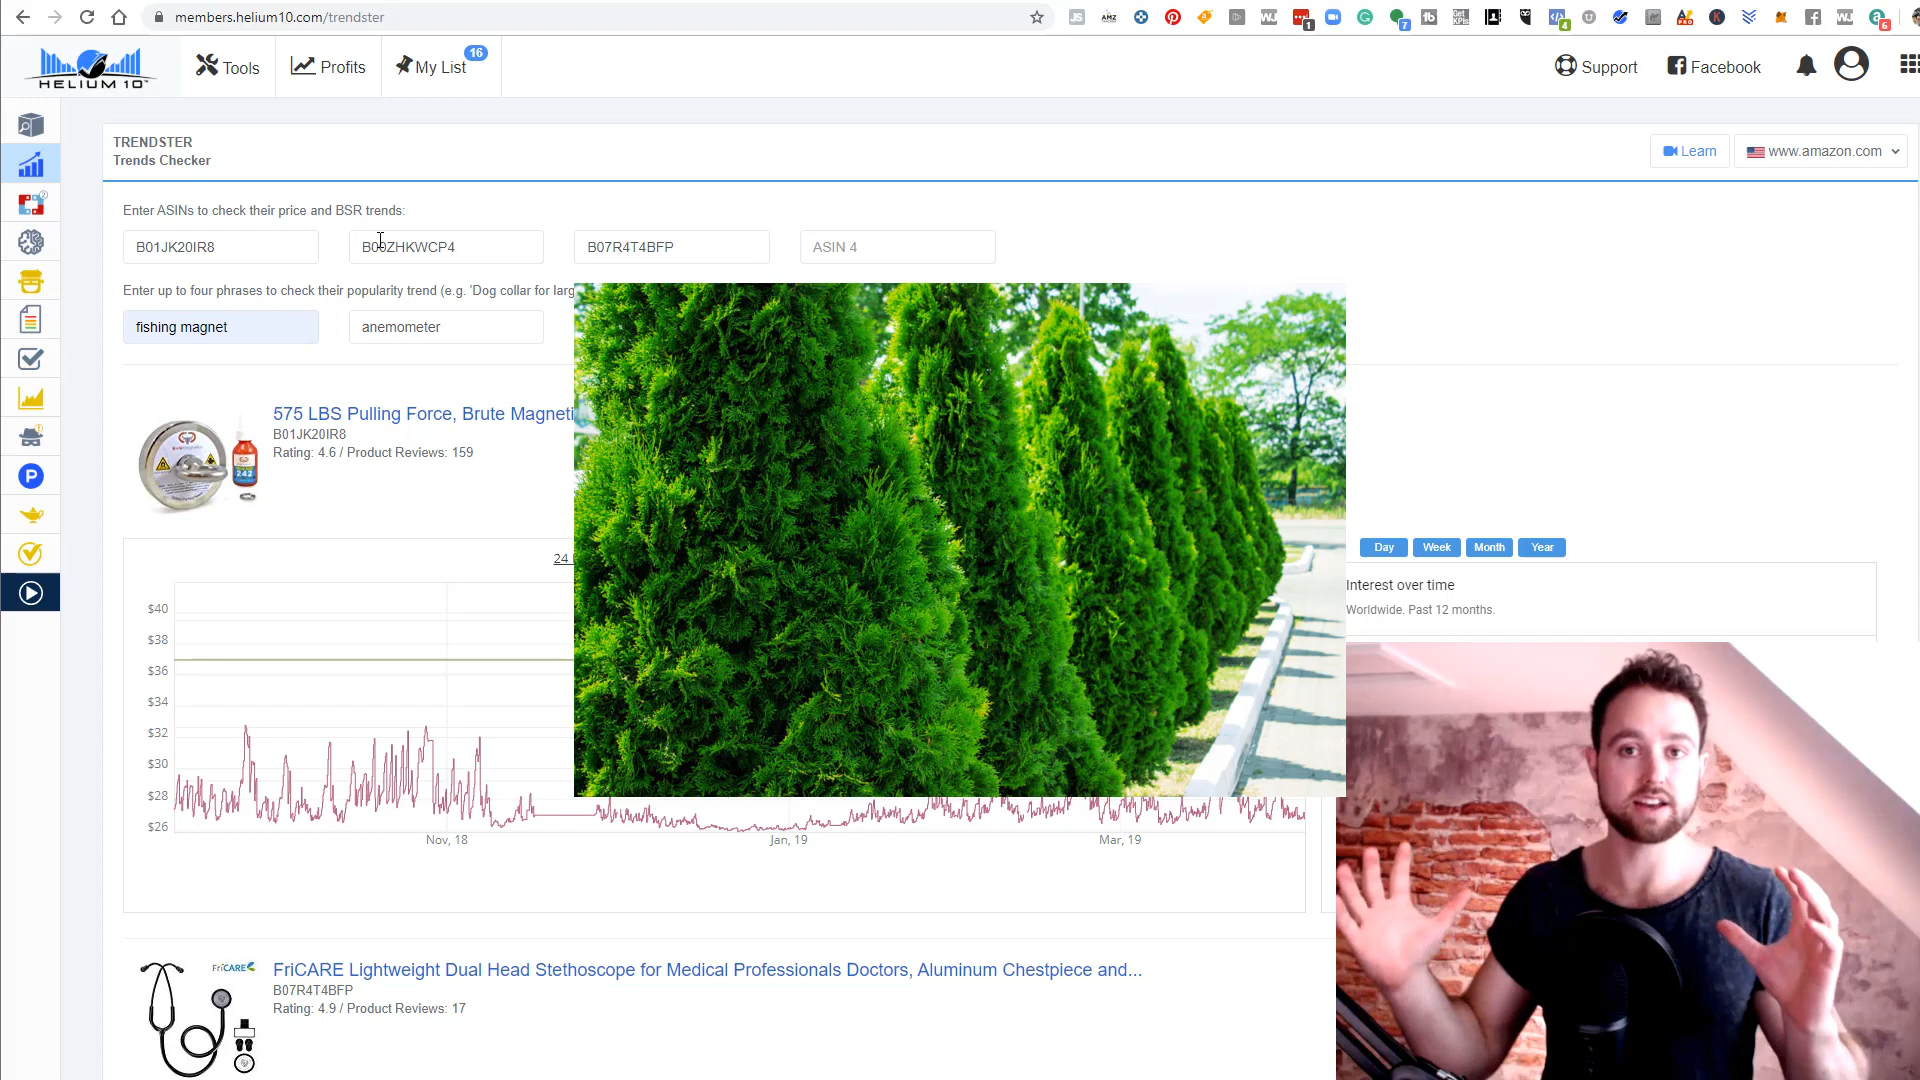 members.helium10.com/trendster
HELIUM 10
Tools
Profits
My List
16
Support
Facebook
TRENDSTER
Trends Checker
Learn
www.amazon.com
Enter ASINs to check their price and BSR trends:
B01JK20IR8
B00ZHKWCP4
B07R4T4BFP
ASIN 4
Enter up to four phrases to check their popularity trend (e.g. 'Dog collar for larg
fishing magnet
anemometer
575 LBS Pulling Force, Brute Magneti
B01JK20IR8
Rating: 4.6 / Product Reviews: 159
24
Day
Week
Month
Year
Interest over time
Worldwide. Past 12 months.
$40
$38
$36
$34
$32
$30
$28
$26
Nov, 18
Jan, 19
Mar, 19
FriCARE
FriCARE Lightweight Dual Head Stethoscope for Medical Professionals Doctors, Aluminum Chestpiece and...
B07R4T4BFP
Rating: 4.9 / Product Reviews: 17